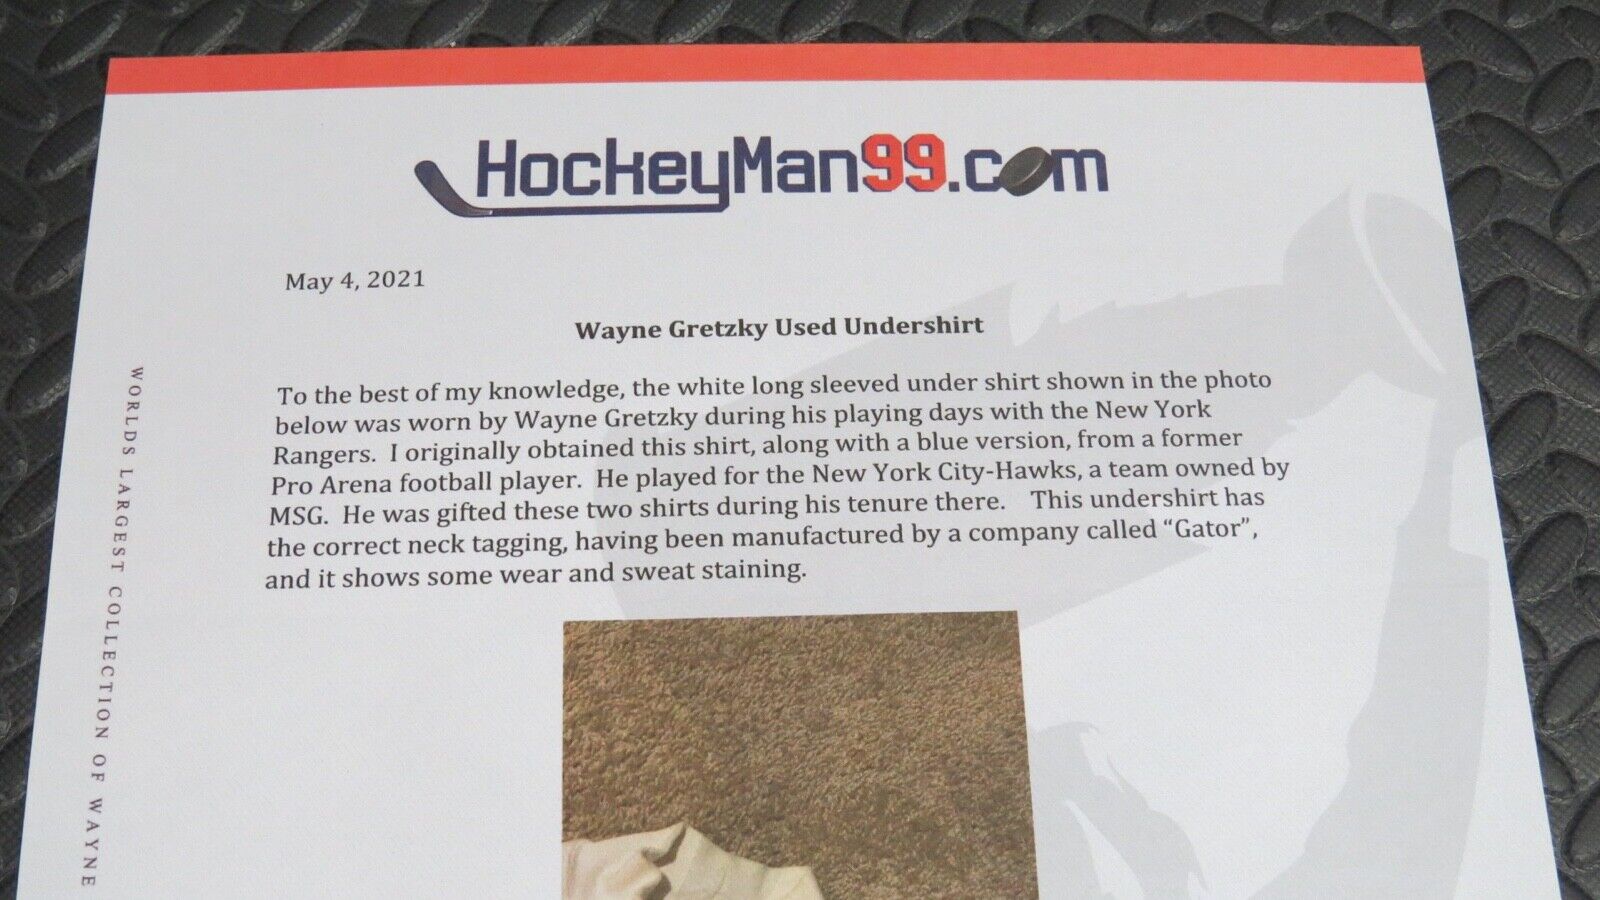 HockeyMan99.com
May 4, 2021
Wayne Gretzky Used Undershirt
To the best of my knowledge, the white long sleeved under shirt shown in the photo
below was worn by Wayne Gretzky during his playing days with the New York
Rangers.  I originally obtained this shirt, along with a blue version, from a former
Pro Arena football player.  He played for the New York City-Hawks, a team owned by
MSG.  He was gifted these two shirts during his tenure there.    This undershirt has
the correct neck tagging, having been manufactured by a company called “Gator”,
and it shows some wear and sweat staining.
WORLDS LARGEST COLLECTION OF WAYNE